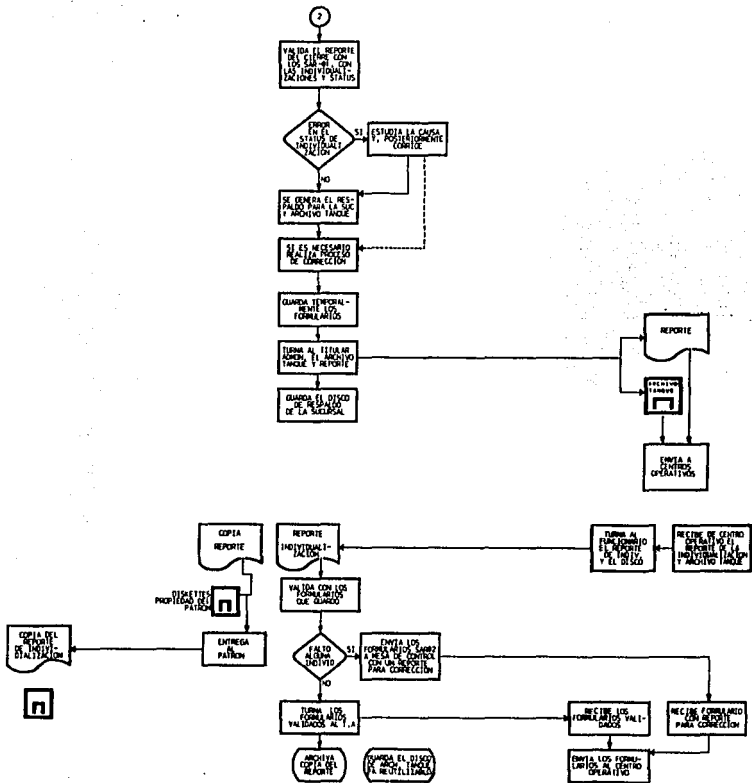 2
VALIDA EL REPORTE
DEL CIERRE CON
LOS SAR-01, CON
LAS INDIVIDUALI-
ZACIONES Y STATUS
ERROR
EN EL
STATUS DE
INDIVIDUALI
ZACION
SI
ESTUDIA LA CAUSA
Y, POSTERIORMENTE
CORRIGE
NO
SE GENERA EL RES-
PALDO PARA LA SUC
Y ARCHIVO TANQUE
SI ES NECESARIO
REALIZA PROCESO
DE CORRECCION
GUARDA TEMPORAL-
MENTE LOS
FORMULARIOS
TURNA AL TITULAR
ADMON. EL ARCHIVO
TANQUE Y REPORTE
GUARDA EL DISCO
DE RESPALDO
DE LA SUCURSAL
REPORTE
ARCHIVO
TANQUE
ENVIA A
CENTROS
OPERATIVOS
COPIA
REPORTE
REPORTE
INDIVIDUALI-
ZACION
TURNA AL
FUNCIONARIO
EL REPORTE
DE INDIV.
Y EL DISCO
RECIBE DE CENTRO
OPERATIVO EL
REPORTE DE LA
INDIVIDUALIZACION
Y ARCHIVO TANQUE
DISKETTES
PROPIEDAD DEL
PATRON
VALIDA CON LOS
FORMULARIOS
QUE GUARDO
COPIA DEL
REPORTE
DE INDIVI-
DIALIZACION
ENTREGA
AL
PATRON
FALTO
ALGUNA
INDIVID
SI
ENVIA LOS
FORMULARIOS SAR02
A MESA DE CONTROL
CON UN REPORTE
PARA CORRECCION
NO
TURNA LOS
FORMULARIOS
VALIDADOS AL T.A
RECIBE LOS
FORMULARIOS VALI-
DADOS
RECIBE FORMULARIO
CON REPORTE
PARA CORRECCION
ARCHIVA
COPIA DEL
REPORTE
GUARDA EL DISCO
DE ARCH. TANQUE
YA REUTILIZABLE
ENVIA LOS FORMU-
LARIOS AL CENTRO
OPERATIVO